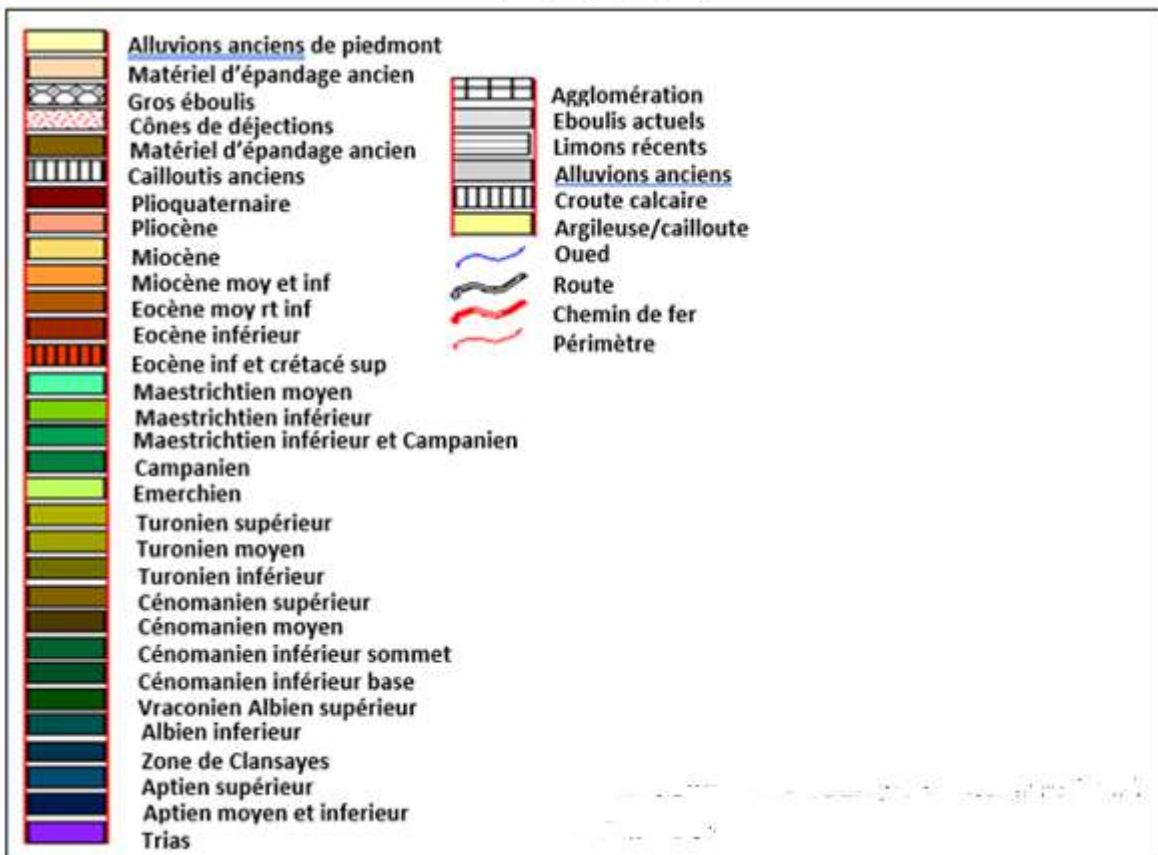 Alluvions anciens de piedmont
Matériel d'épandage ancien
Gros éboulis
Cônes de déjections
Matériel d'épandage ancien
Cailloutis anciens
Plioquaternaire
Pliocène
Miocène
Miocène moy et inf
Eocène moy rt inf
Eocène inférieur
Eocène inf et crétacé sup
Maestrichtien moyen
Maestrichtien inférieur
Maestrichtien inférieur et Campanien
Campanien
Emerchien
Turonien supérieur
Turonien moyen
Turonien inférieur
Cénomanien supérieur
Cénomanien moyen
Cénomanien inférieur sommet
Cénomanien inférieur base
Vraconien Albien supérieur
Albien inferieur
Zone de Clansayes
Aptien supérieur
Aptien moyen et inferieur
Trias
Agglomération
Eboulis actuels
Limons récents
Alluvions anciens
Croute calcaire
Argileuse/cailloute
Oued
Route
Chemin de fer
Périmètre